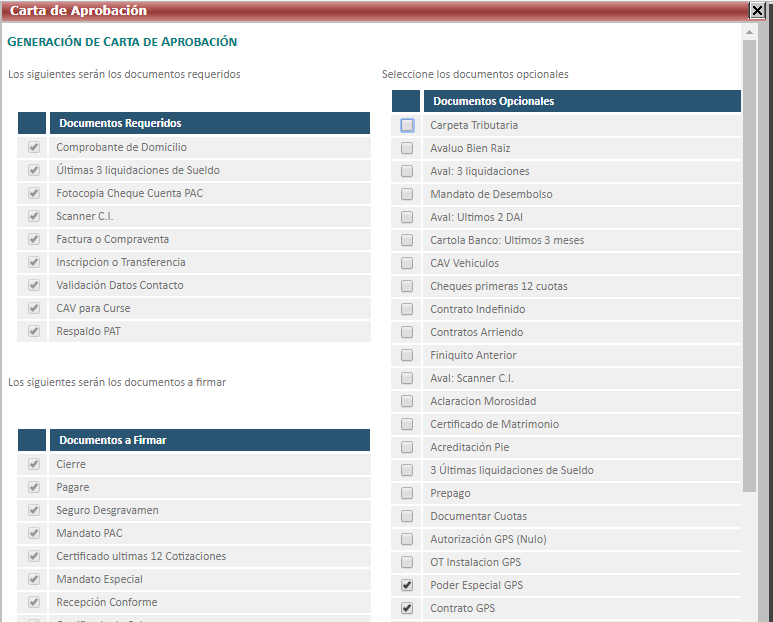 Carta de Aprobación
GENERACIÓN DE CARTA DE APROBACIÓN
Los siguientes serán los documentos requeridos
Documentos Requeridos
Comprobante de Domicilio
Últimas 3 liquidaciones de Sueldo
Fotocopia Cheque Cuenta PAC
Scanner C.I.
Factura o Compraventa
Inscripcion o Transferencia
Validación Datos Contacto
CAV para Curse
Respaldo PAT
Los siguientes serán los documentos a firmar
Documentos a Firmar
Cierre
Pagare
Seguro Desgravamen
Mandato PAC
Certificado ultimas 12 Cotizaciones
Mandato Especial
Recepción Conforme
Seleccione los documentos opcionales
Documentos Opcionales
Carpeta Tributaria
Avaluo Bien Raiz
Aval: 3 liquidaciones
Mandato de Desembolso
Aval: Ultimos 2 DAI
Cartola Banco: Ultimos 3 meses
CAV Vehiculos
Cheques primeras 12 cuotas
Contrato Indefinido
Contratos Arriendo
Finiquito Anterior
Aval: Scanner C.I.
Aclaracion Morosidad
Certificado de Matrimonio
Acreditación Pie
3 Últimas liquidaciones de Sueldo
Prepago
Documentar Cuotas
Autorización GPS (Nulo)
OT Instalacion GPS
Poder Especial GPS
Contrato GPS